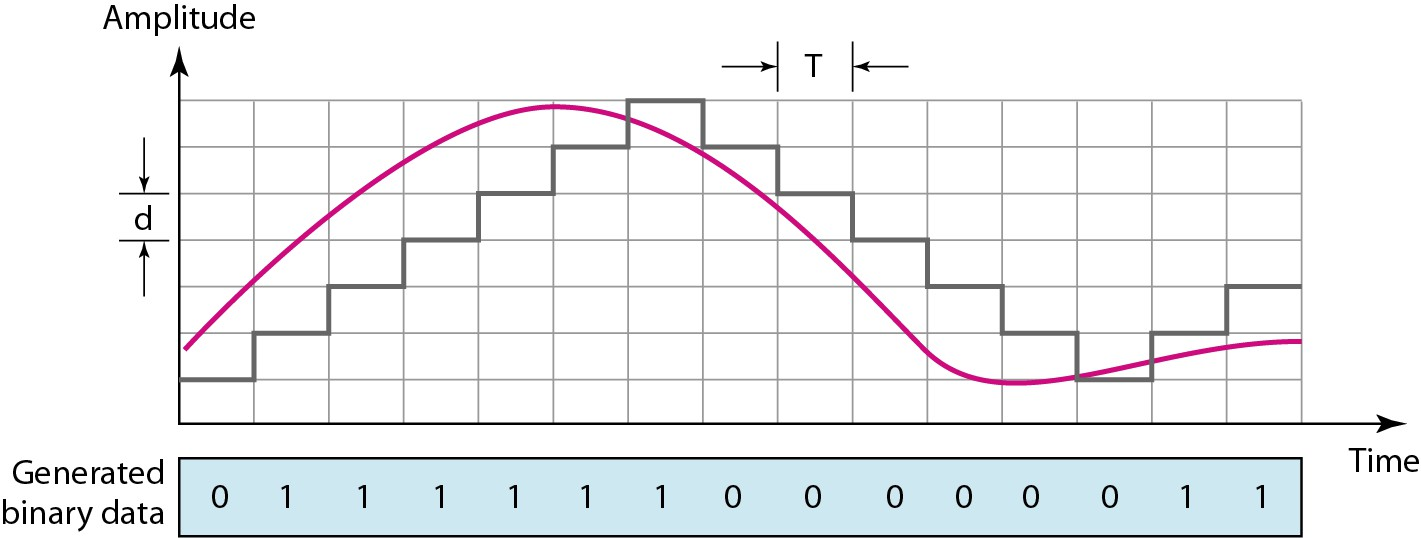 Amplitude
T
d
Time
Generated
binary data
0 1 1 1 1 1 1 0 0 0 0 0 0 1 1